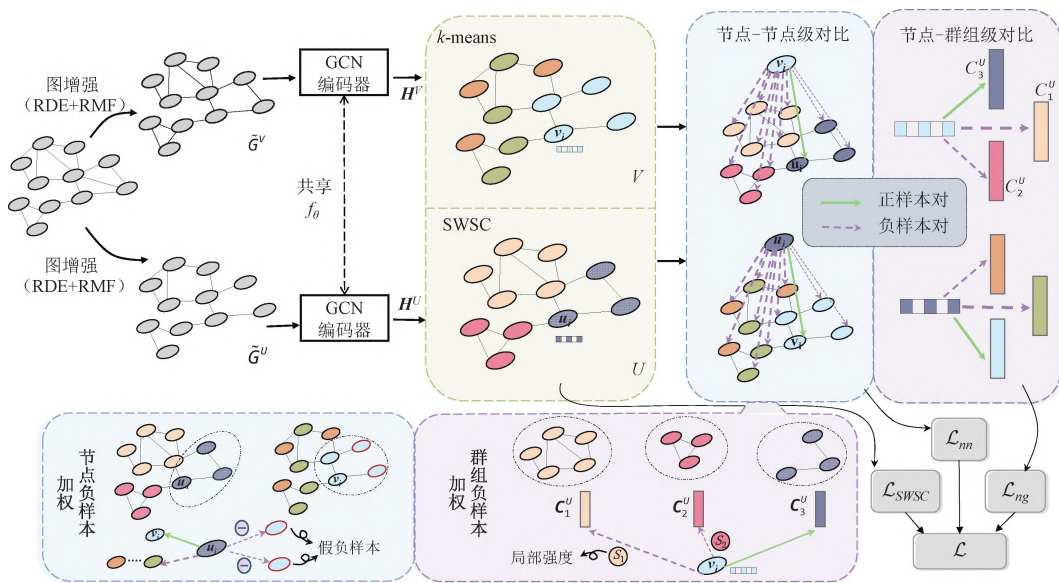 图增强
（RDE+RMF）
G̃^V
图增强
（RDE+RMF）
G̃^U
GCN
编码器
共享
f_θ
GCN
编码器
H^V
H^U
k-means
v_i
V
SWSC
u_i
U
节点-节点级对比
v_i
u_i
u_i
v_i
节点-群组级对比
C_3^U
C_1^U
C_2^U
正样本对
负样本对
节点负样本
加权
u_i
v_i
v_i
u_i
假负样本
群组负样本
加权
C_1^U
C_2^U
C_3^U
局部强度
S_1
S_2
v_i
ℒ_nn
ℒ_SWSC
ℒ_ng
ℒ